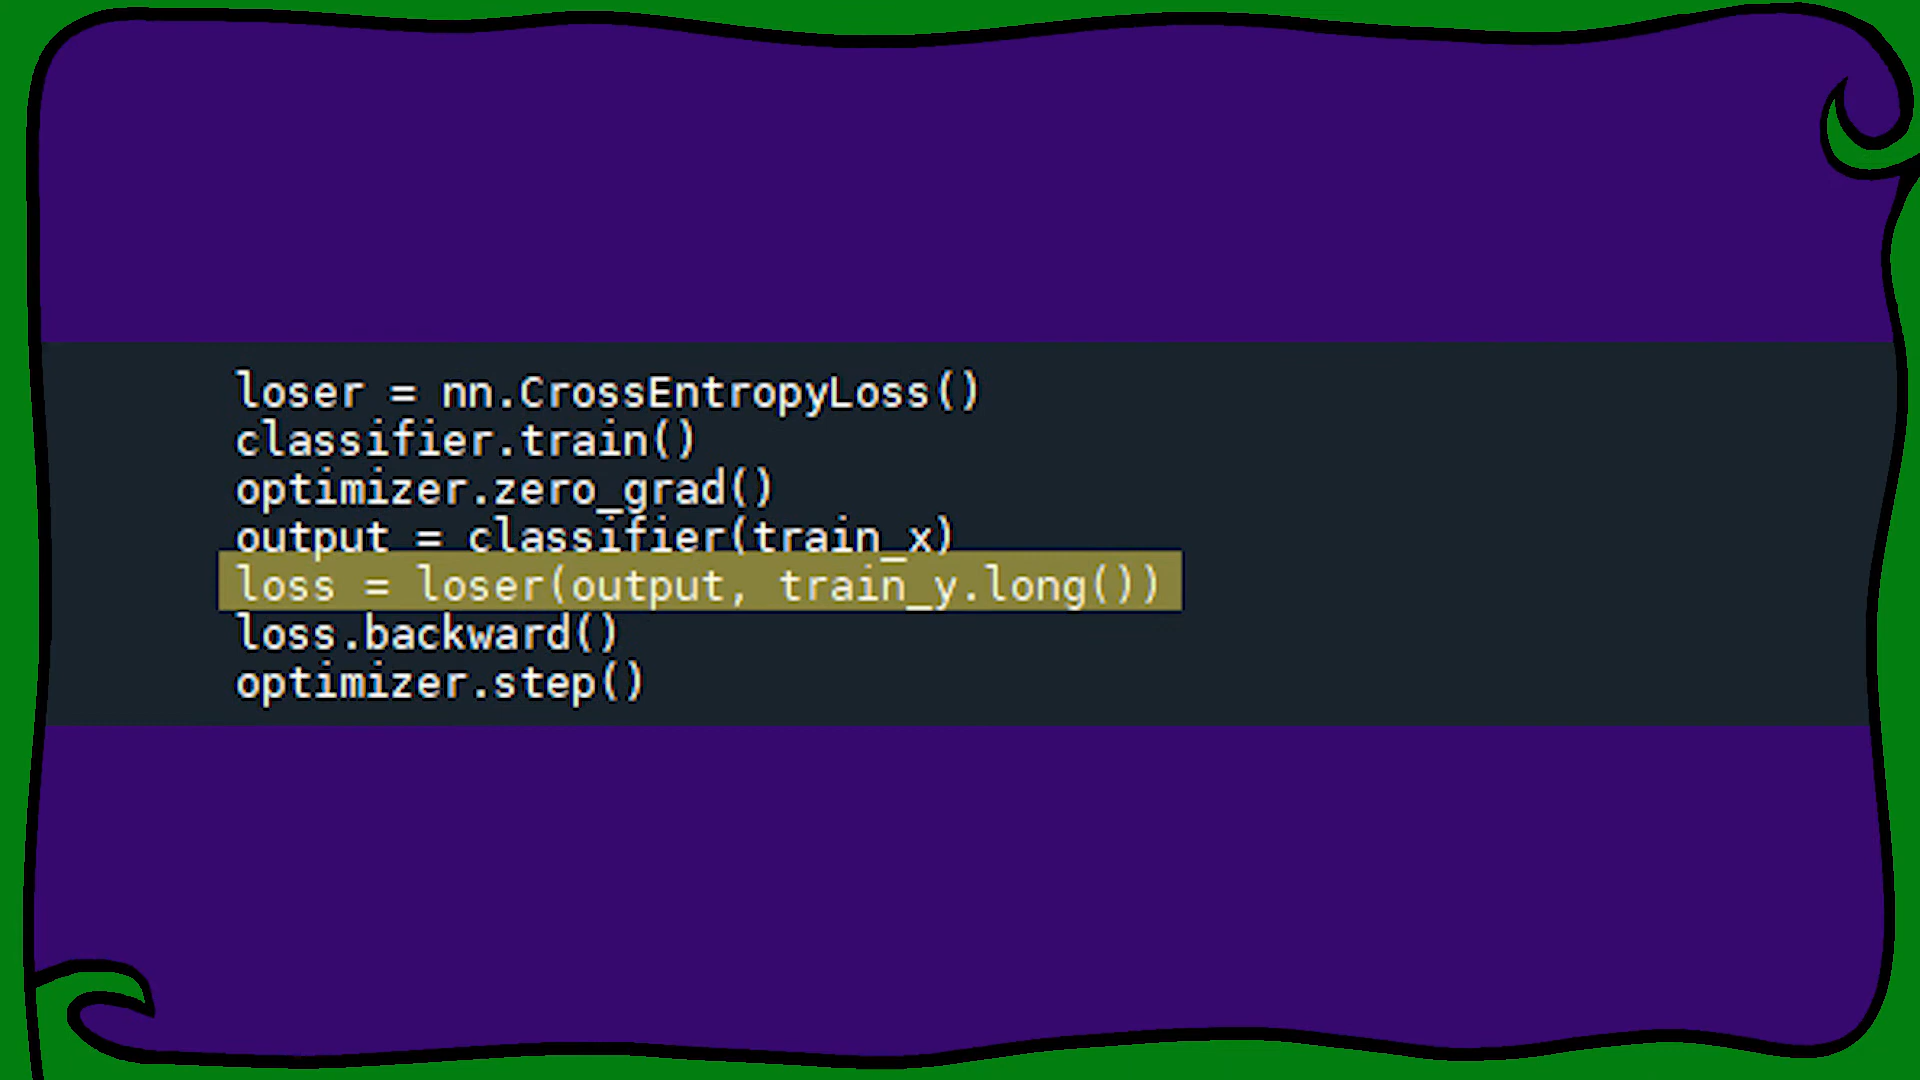 loser = nn.CrossEntropyLoss()
classifier.train()
optimizer.zero_grad()
output = classifier(train_x)
loss = loser(output, train_y.long())
loss.backward()
optimizer.step()